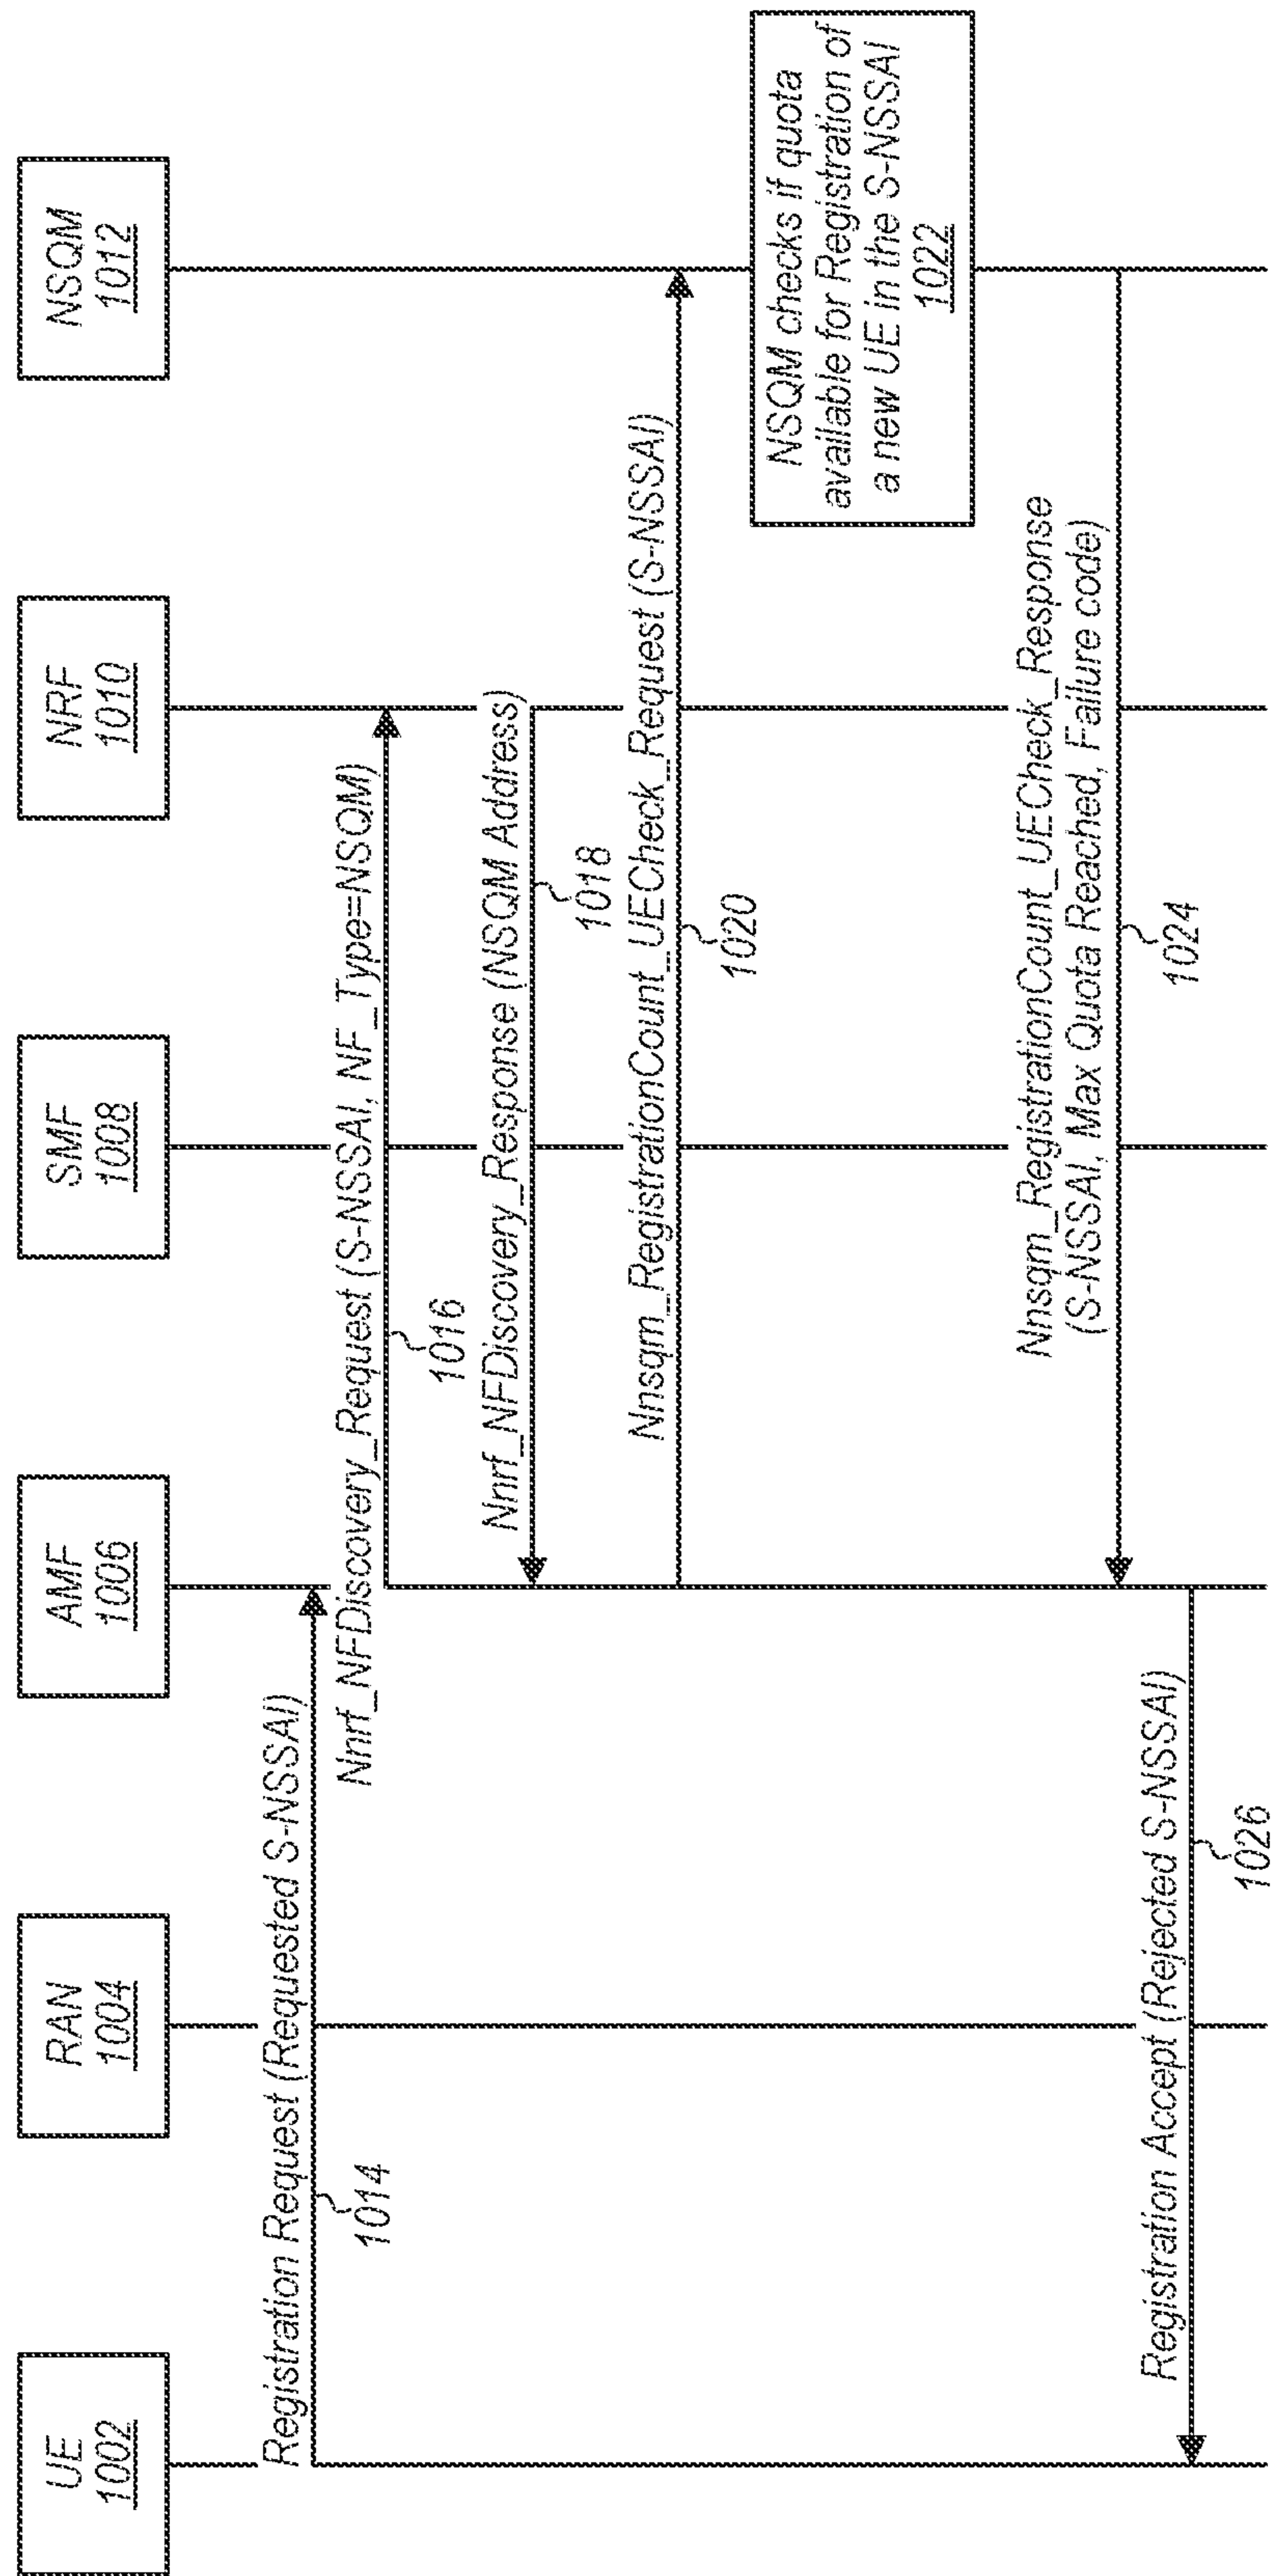 UE
1002
RAN
1004
AMF
1006
SMF
1008
NRF
1010
NSQM
1012
Registration Request (Requested S-NSSAI)
1014
Nnrf_NFDiscovery_Request (S-NSSAI, NF_Type=NSQM)
1016
Nnrf_NFDiscovery_Response (NSQM Address)
1018
Nnsqm_RegistrationCount_UECheck_Request (S-NSSAI)
1020
NSQM checks if quota
available for Registration of
a new UE in the S-NSSAI
1022
Nnsqm_RegistrationCount_UECheck_Response
(S-NSSAI, Max Quota Reached, Failure code)
1024
Registration Accept (Rejected S-NSSAI)
1026